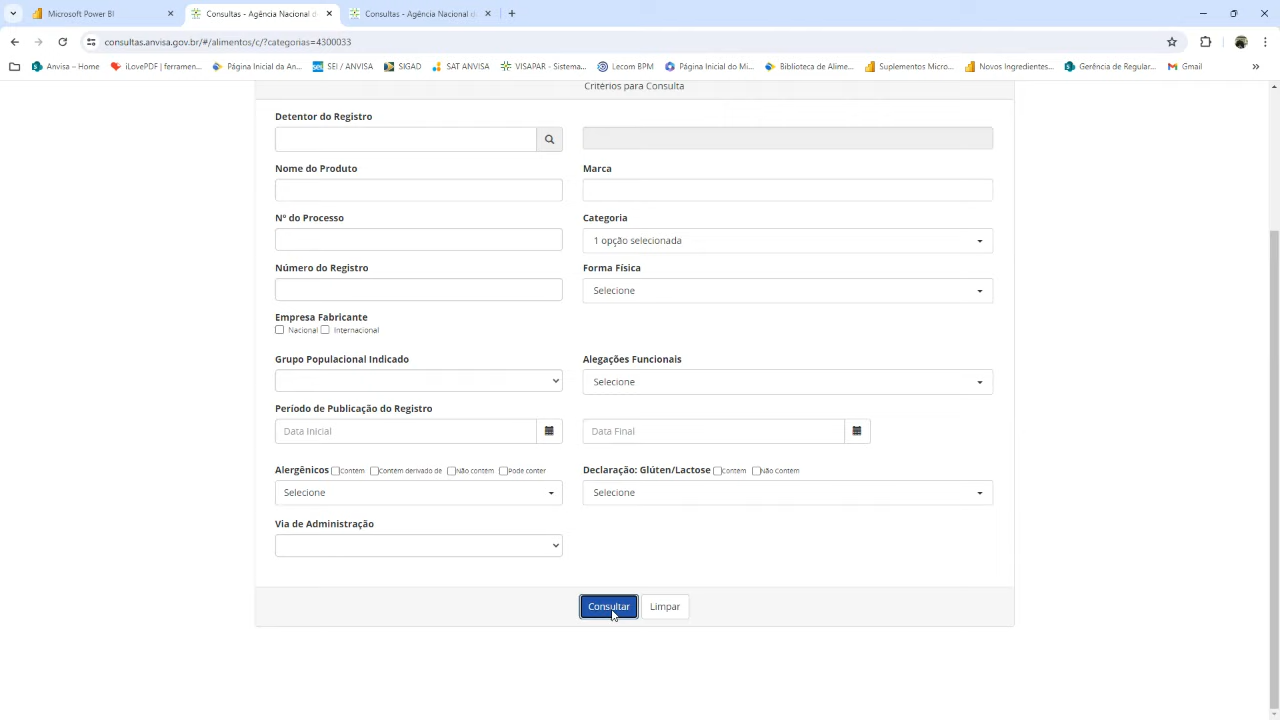 Microsoft Power BI
Consultas - Agência Nacional d
Consultas - Agência Nacional d
consultas.anvisa.gov.br/#/alimentos/c/?categorias=4300033
Anvisa – Home
iLovePDF | ferramen...
Página Inicial da An...
SEI / ANVISA
SIGAD
SAT ANVISA
VISAPAR - Sistema...
Lecom BPM
Página Inicial do Mi...
Biblioteca de Alime...
Suplementos Micro...
Novos Ingredientes...
Gerência de Regular...
Gmail
Critérios para Consulta
Detentor do Registro
Nome do Produto
Marca
Nº do Processo
Categoria
1 opção selecionada
Número do Registro
Forma Física
Selecione
Empresa Fabricante
Nacional Internacional
Grupo Populacional Indicado
Alegações Funcionais
Selecione
Período de Publicação do Registro
Data Inicial
Data Final
Alergênicos Contém Contém derivado de Não contem Pode conter
Declaração: Glúten/Lactose Contém Não Contém
Selecione
Selecione
Via de Administração
Consultar
Limpar